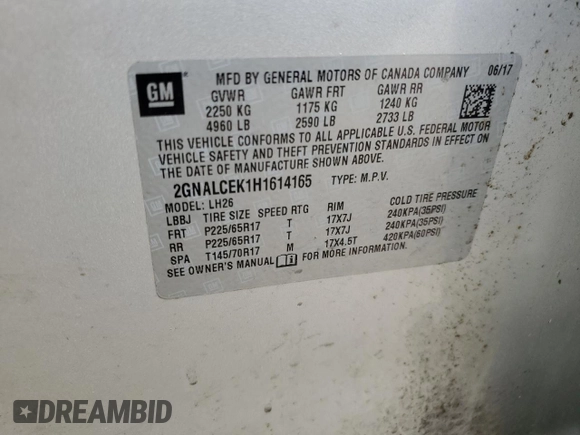 GM
MFD BY GENERAL MOTORS OF CANADA COMPANY 06/17
GVWR GAWR FRT GAWR RR
2250 KG 1175 KG 1240 KG
4960 LB 2590 LB 2733 LB
THIS VEHICLE CONFORMS TO ALL APPLICABLE U.S. FEDERAL MOTOR
VEHICLE SAFETY AND THEFT PREVENTION STANDARDS IN EFFECT ON
THE DATE OF MANUFACTURE SHOWN ABOVE.
2GNALCEK1H1614165 TYPE: M.P.V.
MODEL: LH26
LBBJ TIRE SIZE SPEED RTG RIM COLD TIRE PRESSURE
FRT P225/65R17 T 17X7J 240KPA(35PSI)
RR P225/65R17 T 17X7J 240KPA(35PSI)
SPA T145/70R17 M 17X4.5T 420KPA(60PSI)
SEE OWNER'S MANUAL FOR MORE INFORMATION.
DREAMBID